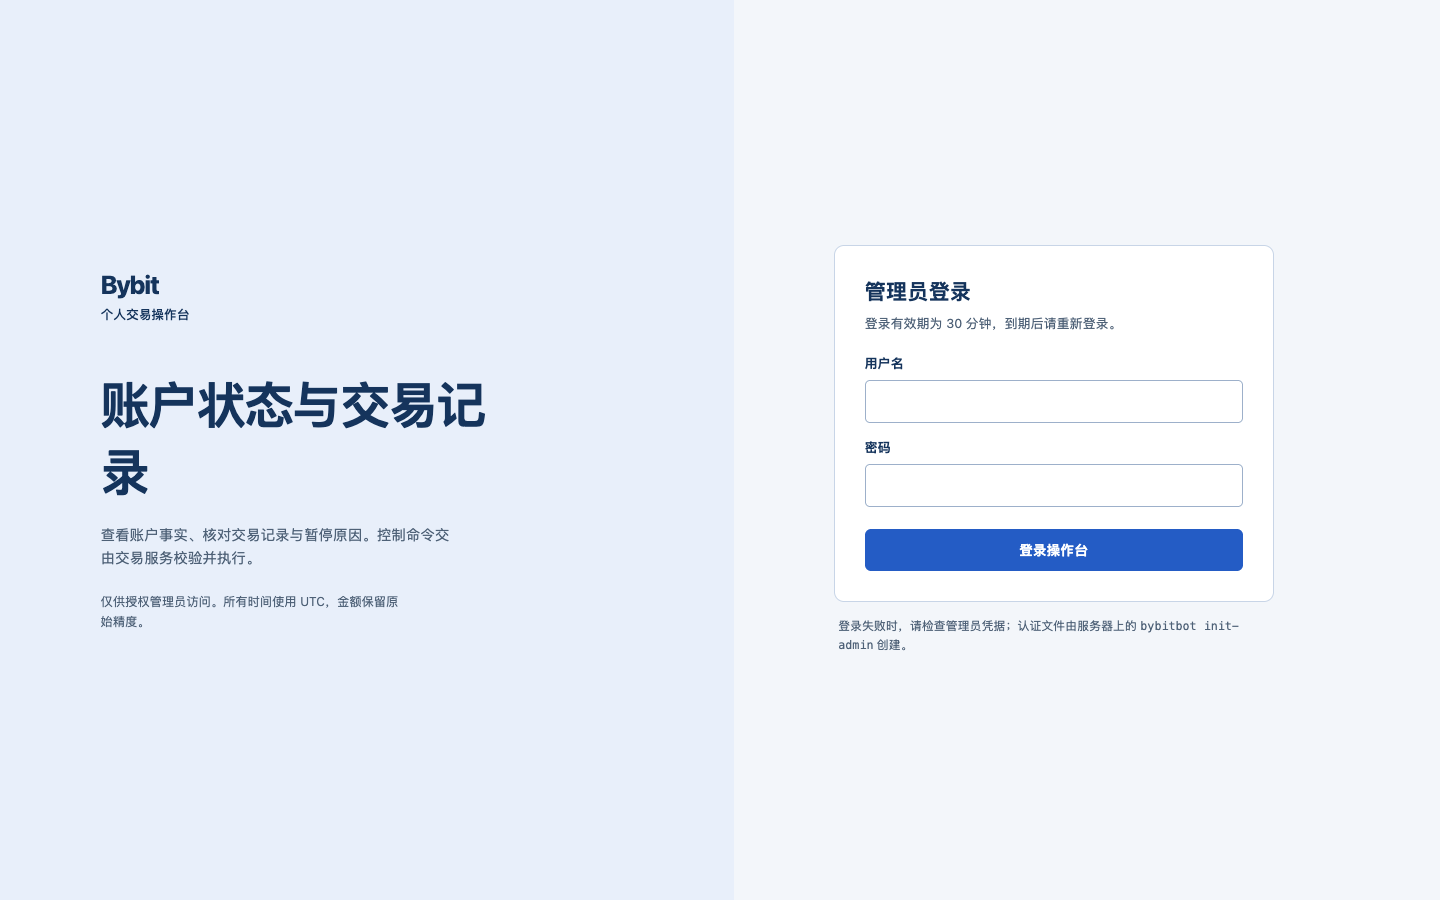 Bybit
个人交易操作台
账户状态与交易记
录
查看账户事实、核对交易记录与暂停原因。控制命令交
由交易服务校验并执行。
仅供授权管理员访问。所有时间使用 UTC，金额保留原
始精度。
管理员登录
登录有效期为 30 分钟，到期后请重新登录。
用户名
密码
登录操作台
登录失败时，请检查管理员凭据；认证文件由服务器上的 bybitbot init-
admin 创建。